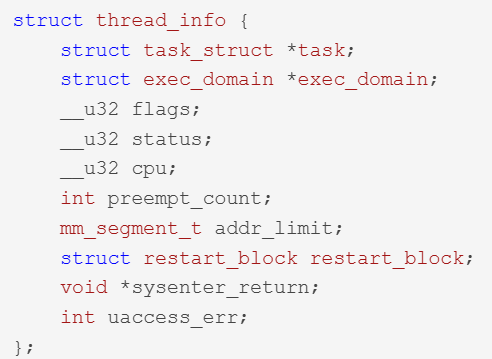 struct thread_info {
    struct task_struct *task;
    struct exec_domain *exec_domain;
    __u32 flags;
    __u32 status;
    __u32 cpu;
    int preempt_count;
    mm_segment_t addr_limit;
    struct restart_block restart_block;
    void *sysenter_return;
    int uaccess_err;
};